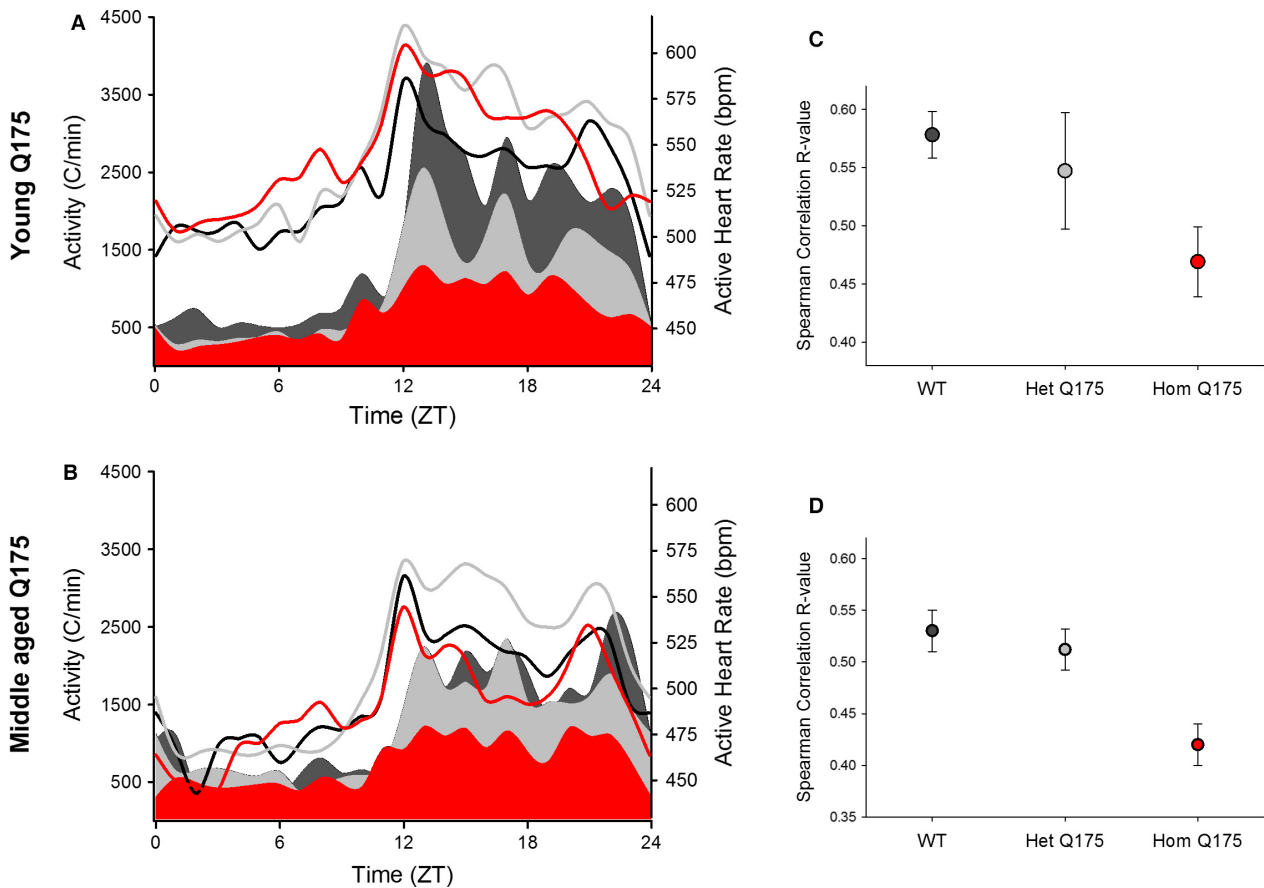 A
Young Q175
Activity (C/min)
4500
3500
2500
1500
500
600
575
550
525
500
475
450
Active Heart Rate (bpm)
0 6 12 18 24
Time (ZT)
C
Spearman Correlation R-value
0.60
0.55
0.50
0.45
0.40
WT Het Q175 Hom Q175
B
Middle aged Q175
Activity (C/min)
4500
3500
2500
1500
500
600
575
550
525
500
475
450
Active Heart Rate (bpm)
0 6 12 18 24
Time (ZT)
D
Spearman Correlation R-value
0.60
0.55
0.50
0.45
0.40
0.35
WT Het Q175 Hom Q175